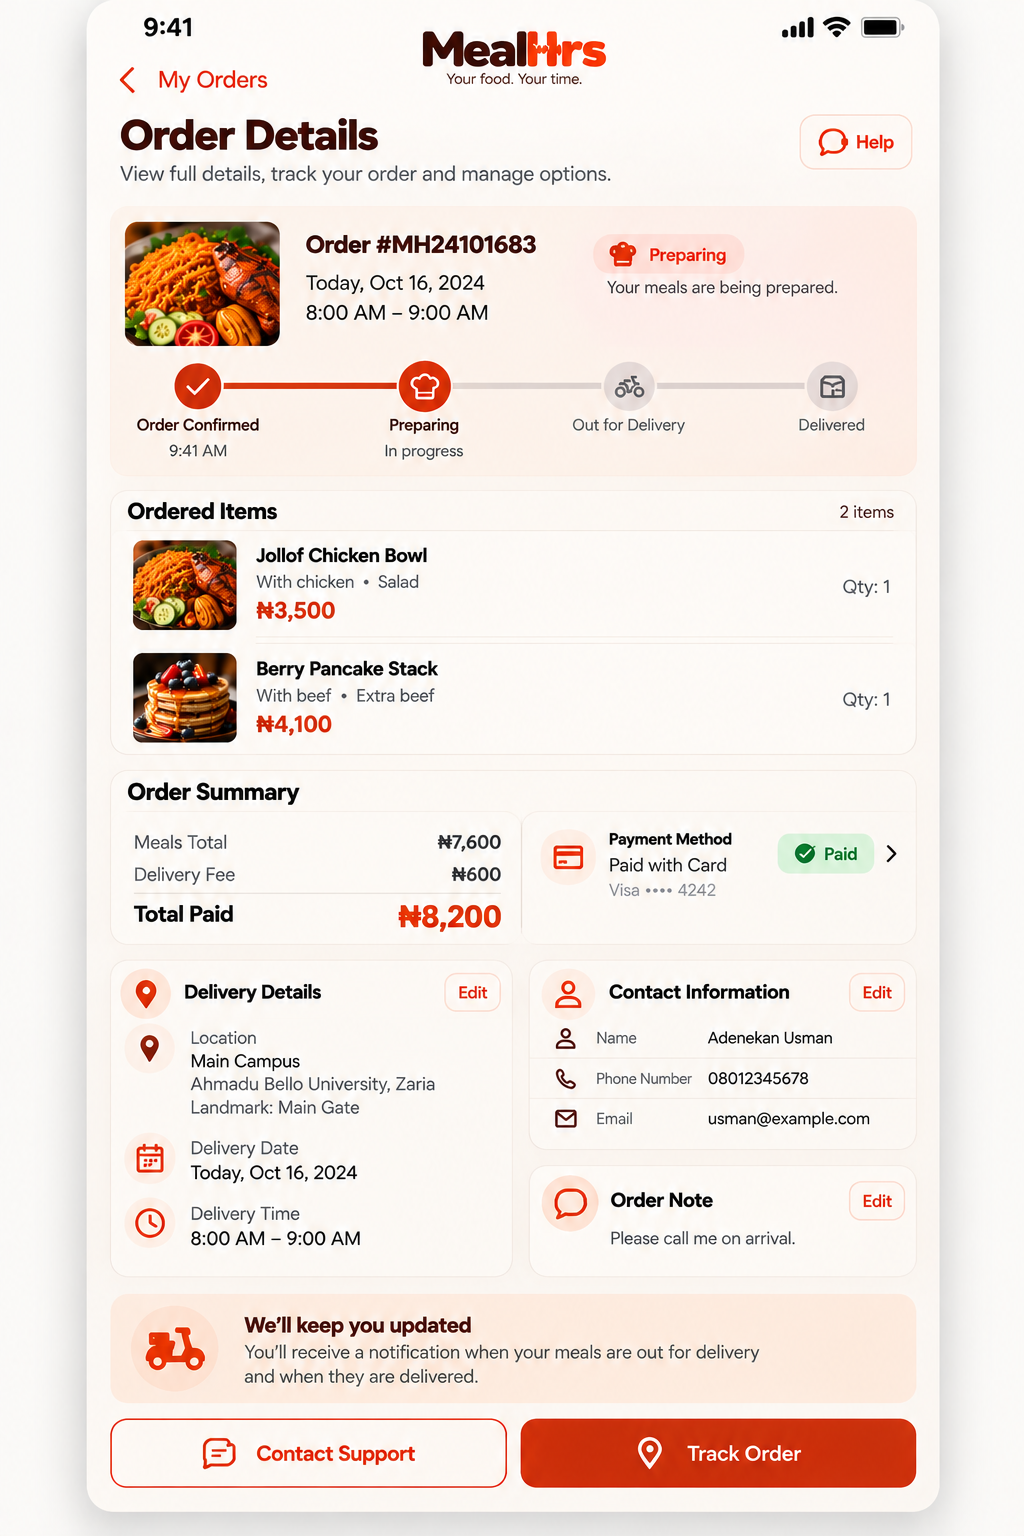 9:41
MealHrs
Your food. Your time.
My Orders
Order Details
View full details, track your order and manage options.
Help
Order #MH24101683
Today, Oct 16, 2024
8:00 AM – 9:00 AM
Preparing
Your meals are being prepared.
Order Confirmed
9:41 AM
Preparing
In progress
Out for Delivery
Delivered
Ordered Items
2 items
Jollof Chicken Bowl
With chicken • Salad
₦3,500
Qty: 1
Berry Pancake Stack
With beef • Extra beef
₦4,100
Qty: 1
Order Summary
Meals Total ₦7,600
Delivery Fee ₦600
Total Paid ₦8,200
Payment Method
Paid with Card
Visa •••• 4242
Paid
Delivery Details
Edit
Location
Main Campus
Ahmadu Bello University, Zaria
Landmark: Main Gate
Delivery Date
Today, Oct 16, 2024
Delivery Time
8:00 AM – 9:00 AM
Contact Information
Edit
Name Adenekan Usman
Phone Number 08012345678
Email usman@example.com
Order Note
Edit
Please call me on arrival.
We'll keep you updated
You'll receive a notification when your meals are out for delivery
and when they are delivered.
Contact Support
Track Order